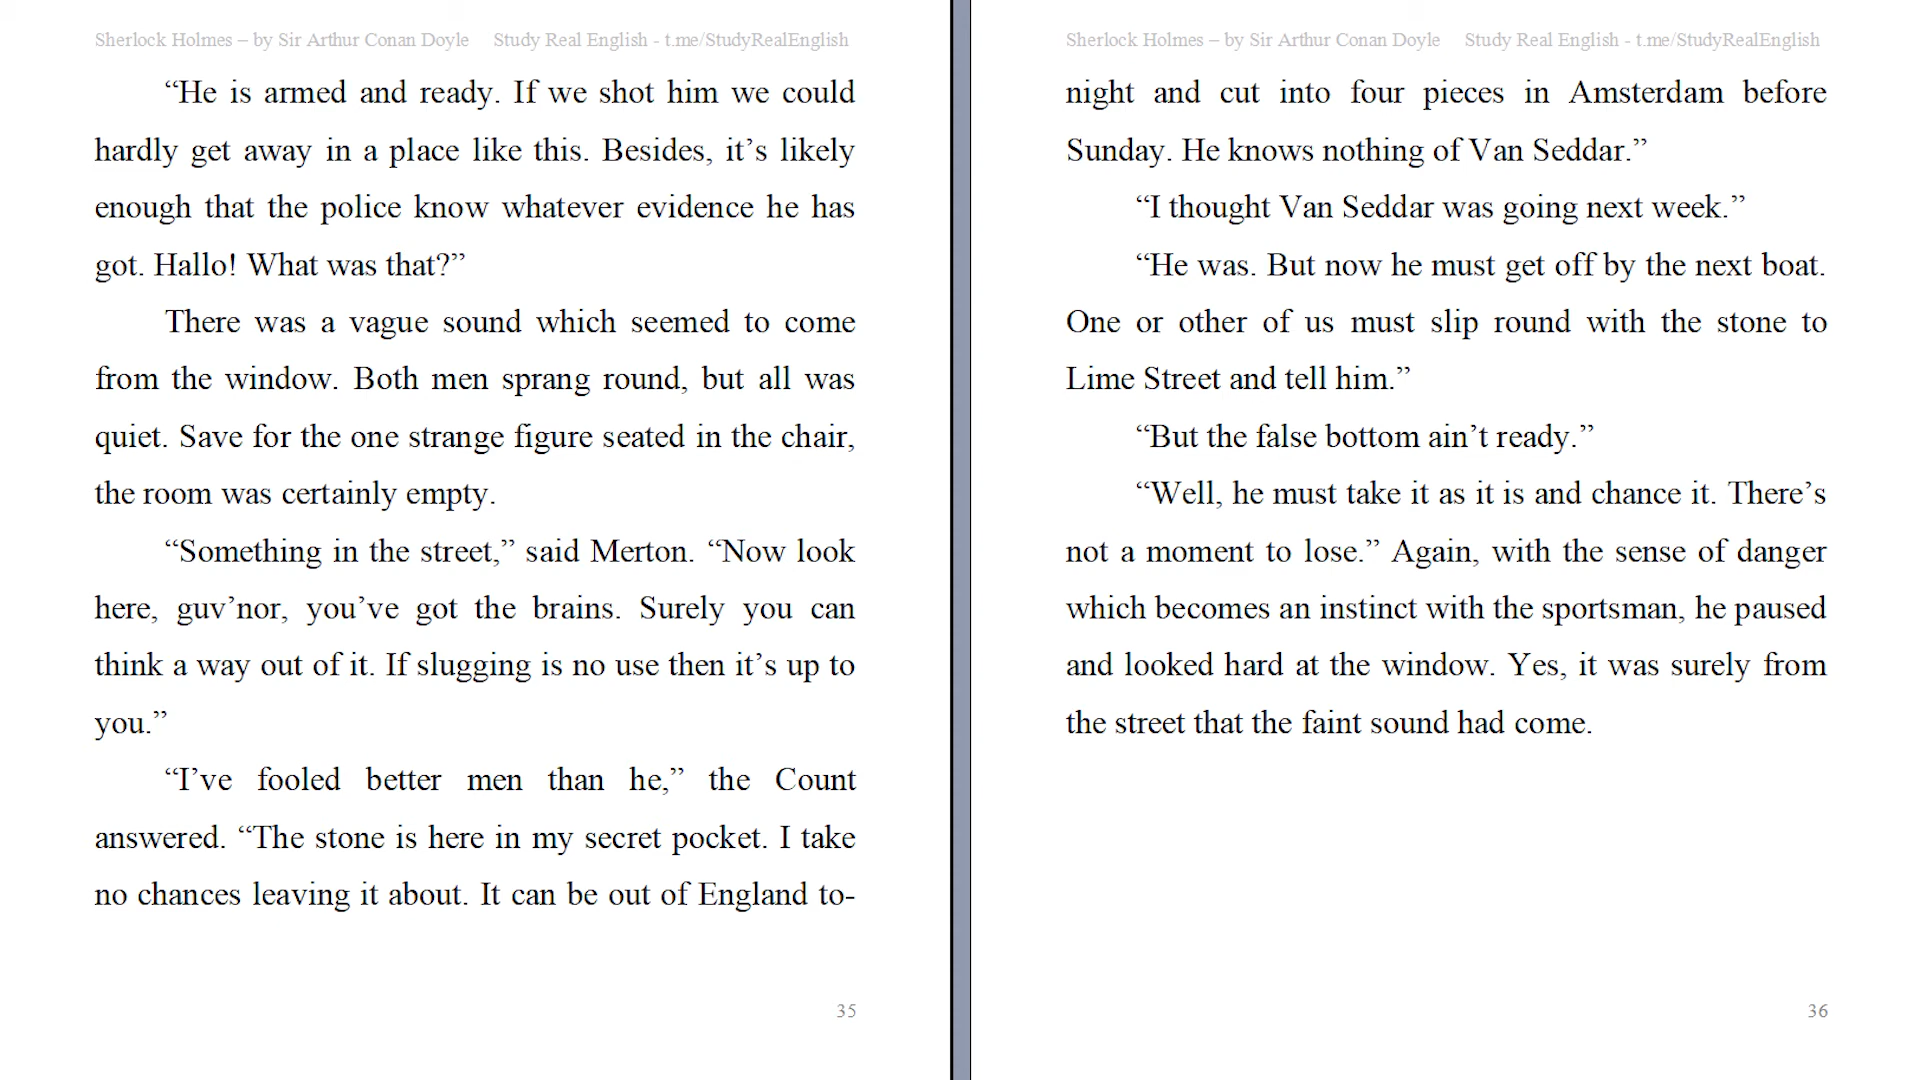 Sherlock Holmes – by Sir Arthur Conan Doyle Study Real English - t.me/StudyRealEnglish
“He is armed and ready. If we shot him we could
hardly get away in a place like this. Besides, it’s likely
enough that the police know whatever evidence he has
got. Hallo! What was that?”
There was a vague sound which seemed to come
from the window. Both men sprang round, but all was
quiet. Save for the one strange figure seated in the chair,
the room was certainly empty.
“Something in the street,” said Merton. “Now look
here, guv’nor, you’ve got the brains. Surely you can
think a way out of it. If slugging is no use then it’s up to
you.”
“I’ve fooled better men than he,” the Count
answered. “The stone is here in my secret pocket. I take
no chances leaving it about. It can be out of England to-
35
Sherlock Holmes – by Sir Arthur Conan Doyle Study Real English - t.me/StudyRealEnglish
night and cut into four pieces in Amsterdam before
Sunday. He knows nothing of Van Seddar.”
“I thought Van Seddar was going next week.”
“He was. But now he must get off by the next boat.
One or other of us must slip round with the stone to
Lime Street and tell him.”
“But the false bottom ain’t ready.”
“Well, he must take it as it is and chance it. There’s
not a moment to lose.” Again, with the sense of danger
which becomes an instinct with the sportsman, he paused
and looked hard at the window. Yes, it was surely from
the street that the faint sound had come.
36